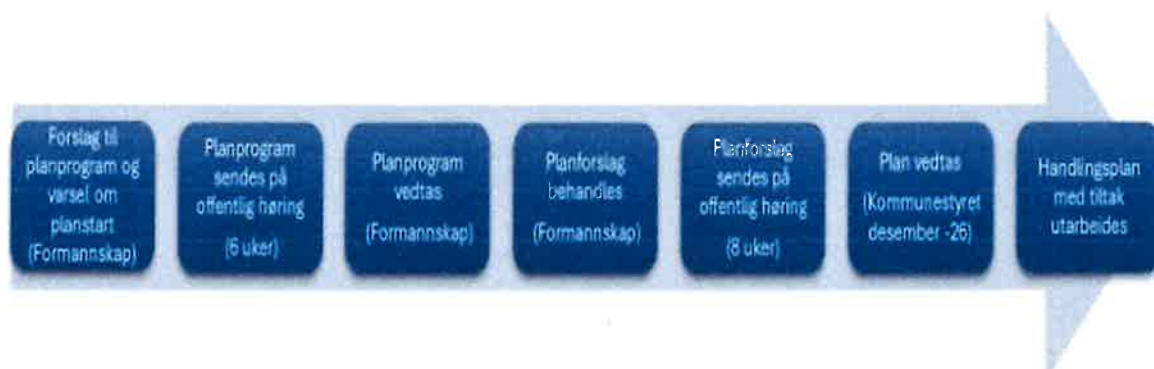 Forslag til
planprogram og
varsel om
planstart
(Formannskap)
Planprogram
sendes på
offentlig høring
(6 uker)
Planprogram
vedtas
(Formannskap)
Planforslag
behandles
(Formannskap)
Planforslag
sendes på
offentlig høring
(8 uker)
Plan vedtas
(Kommunestyret
desember -26)
Handlingsplan
med tiltak
utarbeides